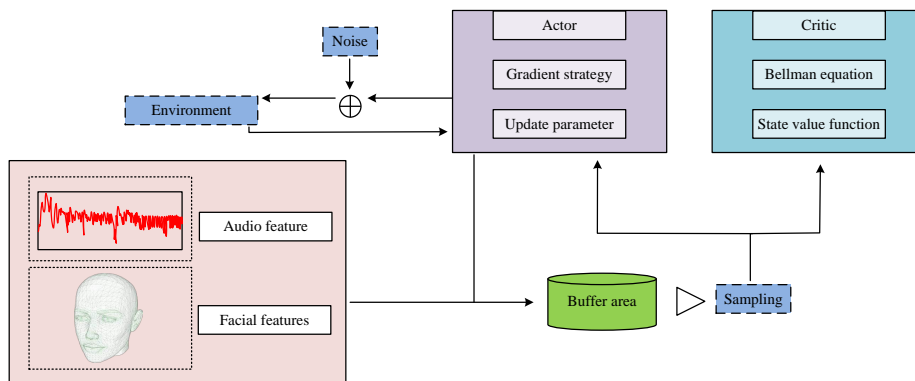 Actor
Critic
Noise
Gradient strategy
Bellman equation
Environment
Update parameter
State value function
Audio feature
Facial features
Buffer area
Sampling